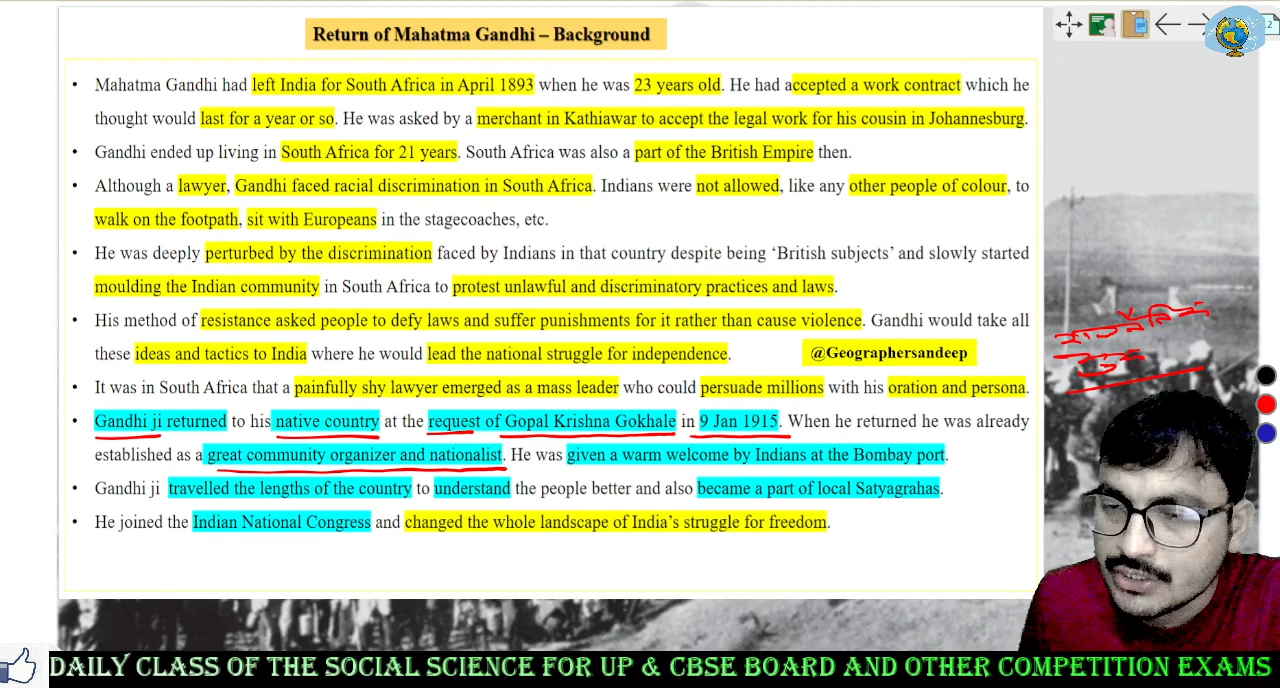 Return of Mahatma Gandhi – Background
• Mahatma Gandhi had left India for South Africa in April 1893 when he was 23 years old. He had accepted a work contract which he
thought would last for a year or so. He was asked by a merchant in Kathiawar to accept the legal work for his cousin in Johannesburg.
• Gandhi ended up living in South Africa for 21 years. South Africa was also a part of the British Empire then.
• Although a lawyer, Gandhi faced racial discrimination in South Africa. Indians were not allowed, like any other people of colour, to
walk on the footpath, sit with Europeans in the stagecoaches, etc.
• He was deeply perturbed by the discrimination faced by Indians in that country despite being ‘British subjects’ and slowly started
moulding the Indian community in South Africa to protest unlawful and discriminatory practices and laws.
• His method of resistance asked people to defy laws and suffer punishments for it rather than cause violence. Gandhi would take all
these ideas and tactics to India where he would lead the national struggle for independence.
@Geographersandeep
• It was in South Africa that a painfully shy lawyer emerged as a mass leader who could persuade millions with his oration and persona.
• Gandhi ji returned to his native country at the request of Gopal Krishna Gokhale in 9 Jan 1915. When he returned he was already
established as a great community organizer and nationalist. He was given a warm welcome by Indians at the Bombay port.
• Gandhi ji travelled the lengths of the country to understand the people better and also became a part of local Satyagrahas.
• He joined the Indian National Congress and changed the whole landscape of India’s struggle for freedom.
DAILY CLASS OF THE SOCIAL SCIENCE FOR UP & CBSE BOARD AND OTHER COMPETITION EXAMS